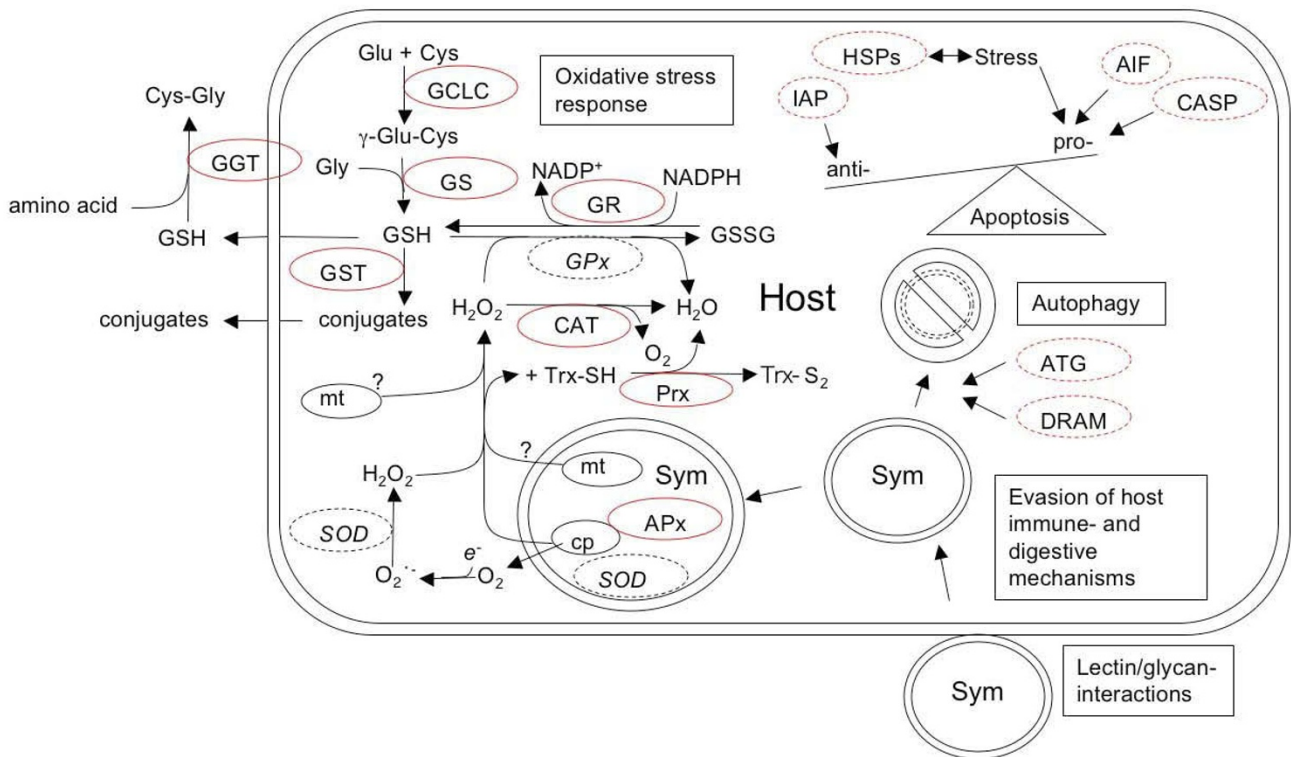 Glu + Cys
GCLC
Oxidative stress
response
HSPs
Stress
AIF
IAP
CASP
Cys-Gly
γ-Glu-Cys
GGT
Gly
GS
NADP⁺
NADPH
GR
anti-
pro-
Apoptosis
amino acid
GSH
GSH
GSSG
GPx
GST
conjugates
conjugates
H₂O₂
CAT
H₂O
O₂
Host
Autophagy
ATG
DRAM
+ Trx-SH
Prx
Trx- S₂
mt
?
?
mt
Sym
APx
cp
SOD
H₂O₂
SOD
O₂˙⁻
e⁻
O₂
Sym
Evasion of host
immune- and
digestive
mechanisms
Sym
Lectin/glycan-
interactions